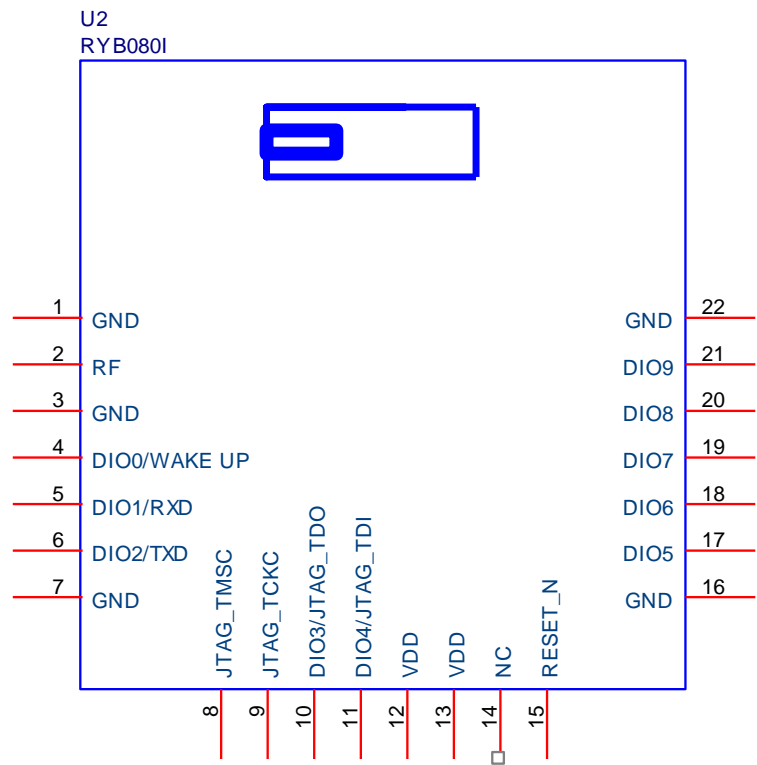 U2
RYB080I
1 GND
2 RF
3 GND
4 DIO0/WAKE UP
5 DIO1/RXD
6 DIO2/TXD
7 GND
8 JTAG_TMSC
9 JTAG_TCKC
10 DIO3/JTAG_TDO
11 DIO4/JTAG_TDI
12 VDD
13 VDD
14 NC
15 RESET_N
GND 22
DIO9 21
DIO8 20
DIO7 19
DIO6 18
DIO5 17
GND 16